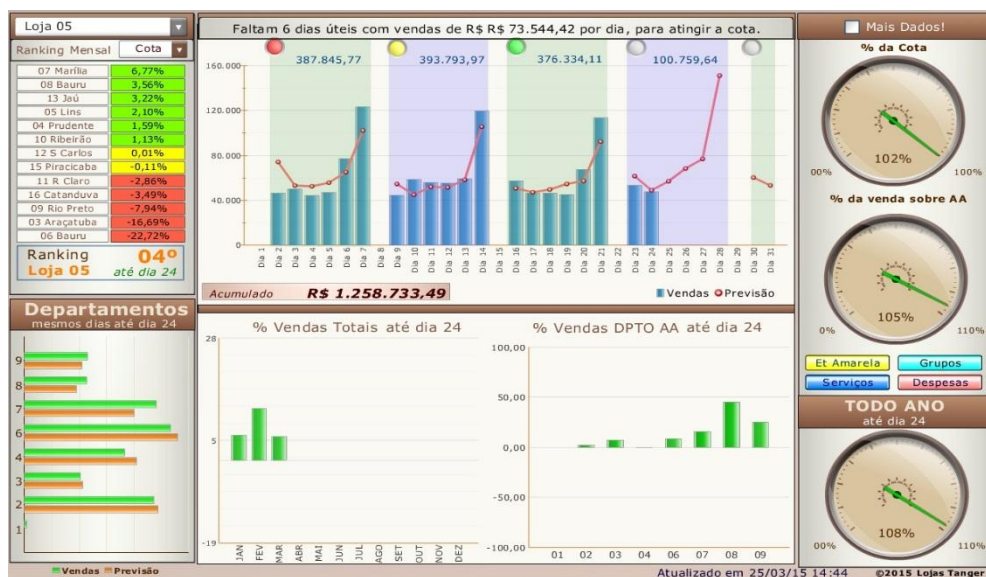 Loja 05
Ranking Mensal Cota
07 Marília 6,77%
08 Bauru 3,56%
13 Jaú 3,22%
05 Lins 2,10%
04 Prudente 1,59%
10 Ribeirão 1,13%
12 S Carlos 0,01%
15 Piracicaba -0,11%
11 R Claro -2,86%
16 Catanduva -3,49%
09 Rio Preto -7,94%
03 Araçatuba -16,69%
06 Bauru -22,72%
Ranking 04º
Loja 05 até dia 24
Faltam 6 dias úteis com vendas de R$ R$ 73.544,42 por dia, para atingir a cota.
387.845,77 393.793,97 376.334,11 100.759,64
160.000
120.000
80.000
40.000
0
Dia 1 Dia 2 Dia 3 Dia 4 Dia 5 Dia 6 Dia 7 Dia 8 Dia 9 Dia 10 Dia 11 Dia 12 Dia 13 Dia 14 Dia 15 Dia 16 Dia 17 Dia 18 Dia 19 Dia 20 Dia 21 Dia 22 Dia 23 Dia 24 Dia 25 Dia 26 Dia 27 Dia 28 Dia 29 Dia 30 Dia 31
Acumulado R$ 1.258.733,49
Vendas Previsão
Mais Dados!
% da Cota
102%
00% 100%
% da venda sobre AA
105%
0% 110%
Et Amarela Grupos
Serviços Despesas
TODO ANO
até dia 24
108%
00% 110%
Departamentos
mesmos dias até dia 24
9
8
7
6
4
3
2
1
Vendas Previsão
% Vendas Totais até dia 24
28
5
-19
JAN FEV MAR ABR MAI JUN JUL AGO SET OUT NOV DEZ
% Vendas DPTO AA até dia 24
100,00
50,00
0,00
-50,00
-100,00
01 02 03 04 06 07 08 09
Atualizado em 25/03/15 14:44 ©2015 Lojas Tanger